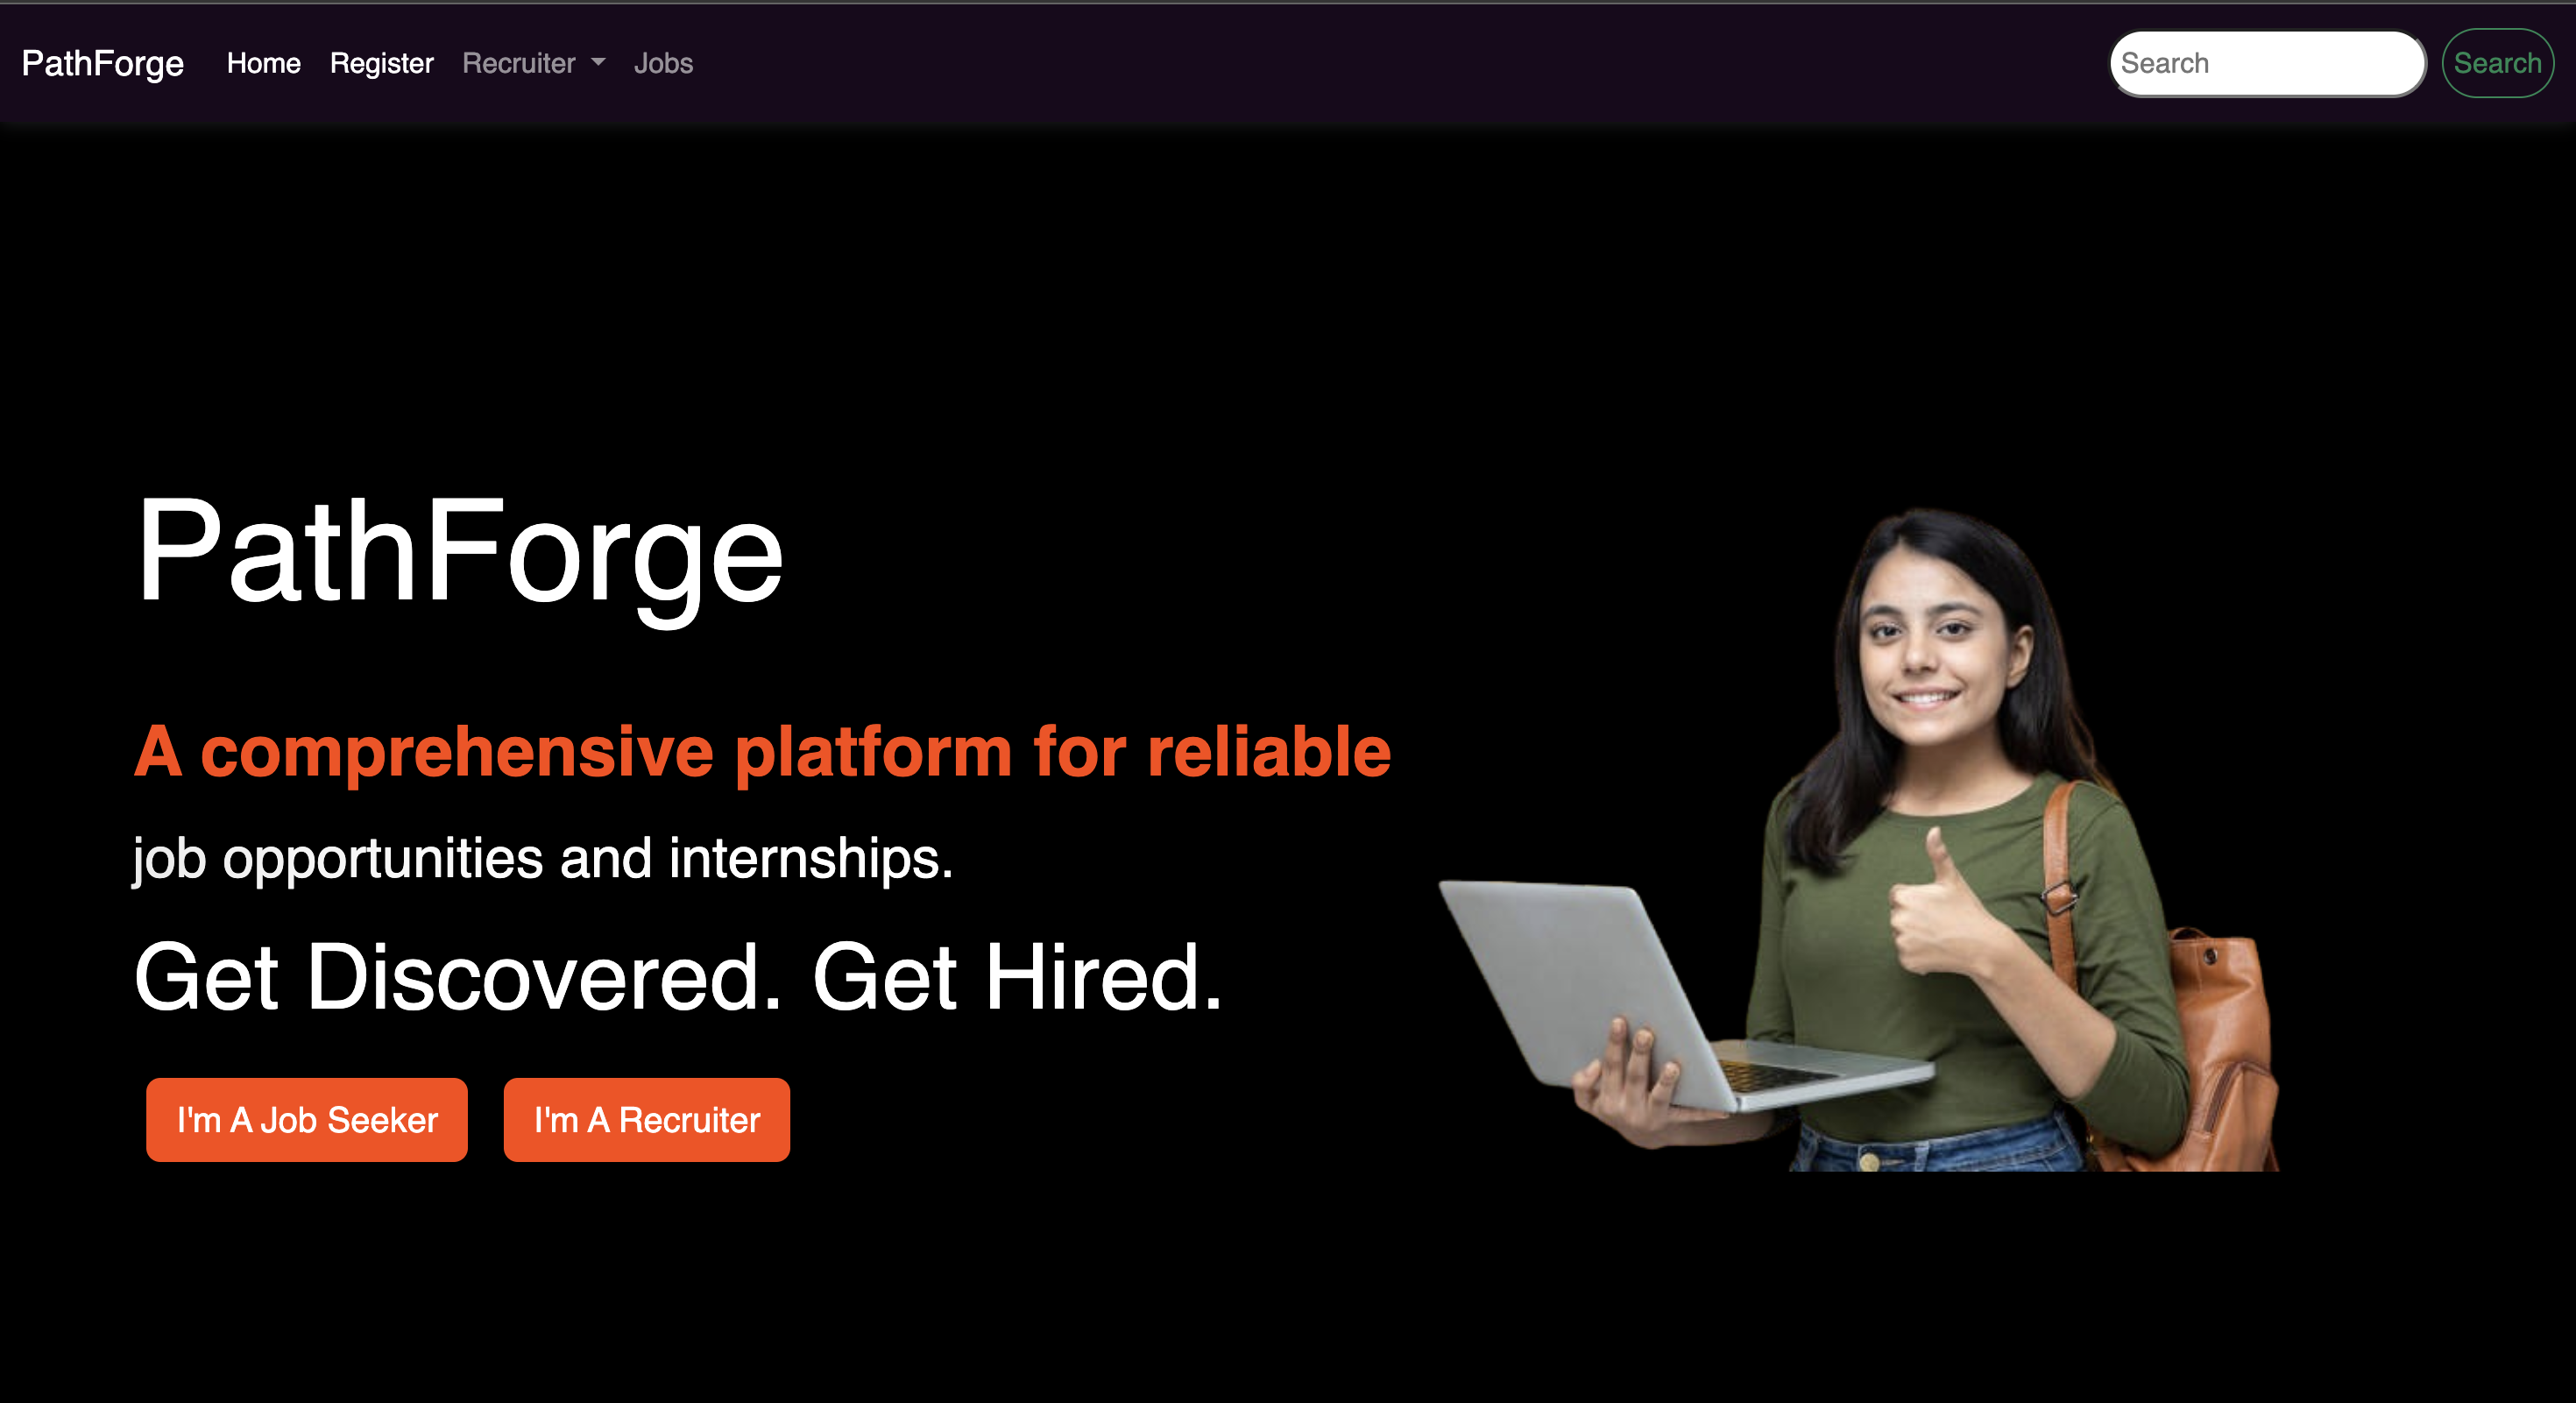 PathForge Home Register Recruiter Jobs Search Search
PathForge
A comprehensive platform for reliable
job opportunities and internships.
Get Discovered. Get Hired.
I'm A Job Seeker I'm A Recruiter